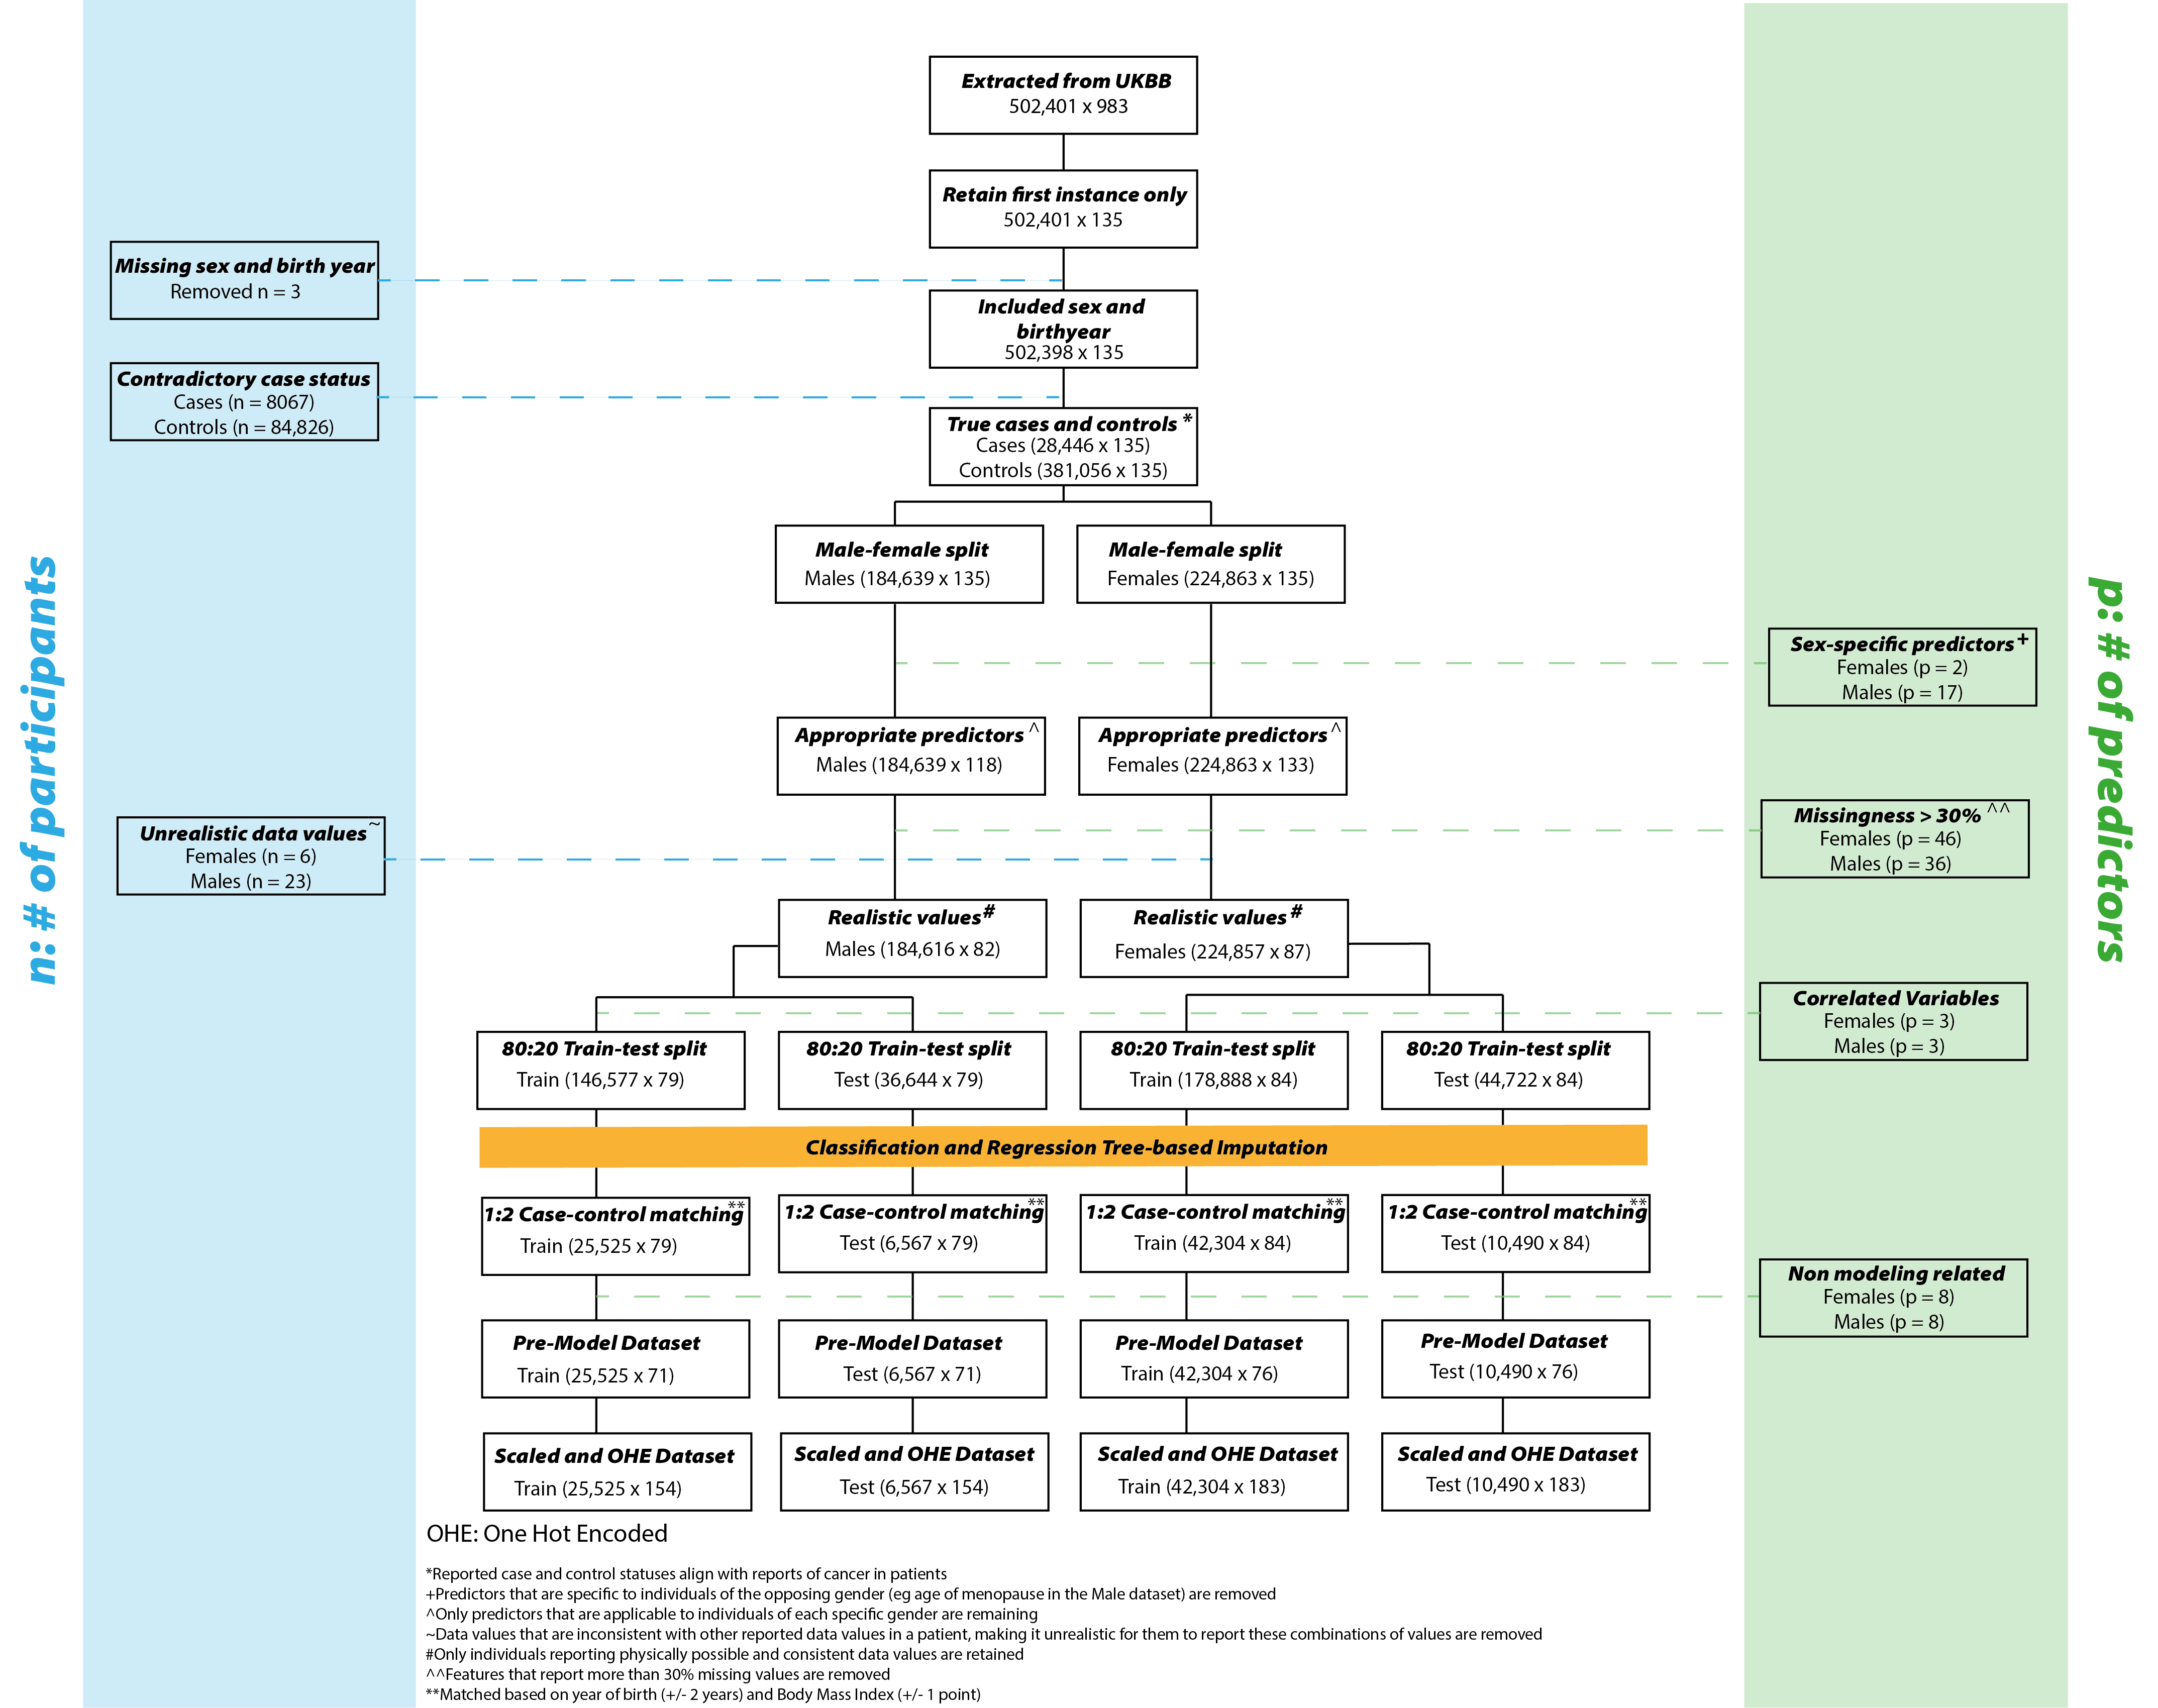 n: # of participants
Missing sex and birth year
Removed n = 3
Contradictory case status
Cases (n = 8067)
Controls (n = 84,826)
Unrealistic data values~
Females (n = 6)
Males (n = 23)
Extracted from UKBB
502,401 x 983
Retain first instance only
502,401 x 135
Included sex and
birthyear
502,398 x 135
True cases and controls*
Cases (28,446 x 135)
Controls (381,056 x 135)
Male-female split
Males (184,639 x 135)
Male-female split
Females (224,863 x 135)
Appropriate predictors^
Males (184,639 x 118)
Appropriate predictors^
Females (224,863 x 133)
Realistic values#
Males (184,616 x 82)
Realistic values#
Females (224,857 x 87)
80:20 Train-test split
Train (146,577 x 79)
80:20 Train-test split
Test (36,644 x 79)
80:20 Train-test split
Train (178,888 x 84)
80:20 Train-test split
Test (44,722 x 84)
Classification and Regression Tree-based Imputation
1:2 Case-control matching**
Train (25,525 x 79)
1:2 Case-control matching**
Test (6,567 x 79)
1:2 Case-control matching**
Train (42,304 x 84)
1:2 Case-control matching**
Test (10,490 x 84)
Pre-Model Dataset
Train (25,525 x 71)
Pre-Model Dataset
Test (6,567 x 71)
Pre-Model Dataset
Train (42,304 x 76)
Pre-Model Dataset
Test (10,490 x 76)
Scaled and OHE Dataset
Train (25,525 x 154)
Scaled and OHE Dataset
Test (6,567 x 154)
Scaled and OHE Dataset
Train (42,304 x 183)
Scaled and OHE Dataset
Test (10,490 x 183)
Sex-specific predictors+
Females (p = 2)
Males (p = 17)
Missingness > 30% ^^
Females (p = 46)
Males (p = 36)
Correlated Variables
Females (p = 3)
Males (p = 3)
Non modeling related
Females (p = 8)
Males (p = 8)
p: # of predictors
OHE: One Hot Encoded
*Reported case and control statuses align with reports of cancer in patients
+Predictors that are specific to individuals of the opposing gender (eg age of menopause in the Male dataset) are removed
^Only predictors that are applicable to individuals of each specific gender are remaining
~Data values that are inconsistent with other reported data values in a patient, making it unrealistic for them to report these combinations of values are removed
#Only individuals reporting physically possible and consistent data values are retained
^^Features that report more than 30% missing values are removed
**Matched based on year of birth (+/- 2 years) and Body Mass Index (+/- 1 point)